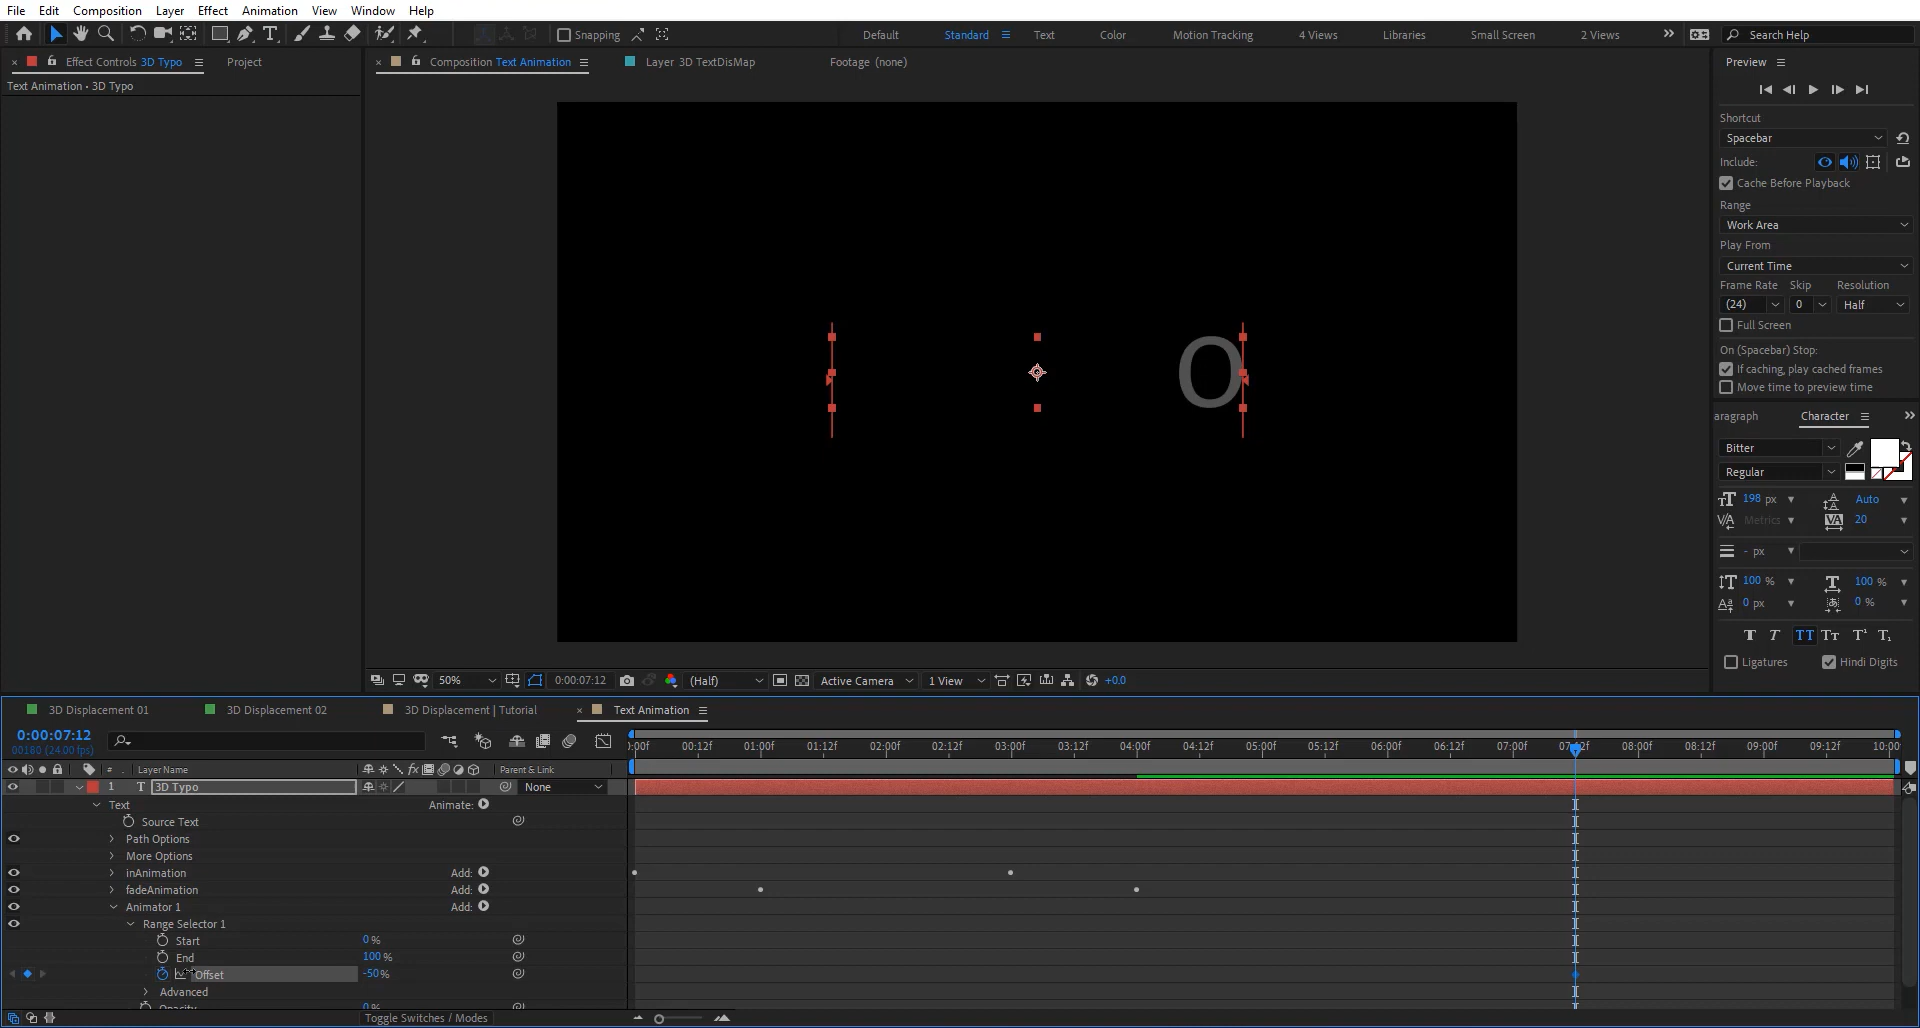 File Edit Composition Layer Effect Animation View Window Help
Snapping
Default Standard Text Color Motion Tracking 4 Views Libraries Small Screen 2 Views Search Help
Effect Controls 3D Typo Project
Composition Text Animation Layer 3D TextDisMap Footage (none)
Preview
Text Animation • 3D Typo
Shortcut
Spacebar
Include:
Cache Before Playback
Range
Work Area
Play From
Current Time
Frame Rate Skip Resolution
(24) 0 Half
Full Screen
On (Spacebar) Stop:
If caching, play cached frames
Move time to preview time
O
aragraph Character
Bitter
Regular
198 px Auto
Metrics 20
- px
100 % 100 %
0 px 0 %
Ligatures Hindi Digits
50% 0:00:07:12 (Half) Active Camera 1 View +0.0
3D Displacement 01 3D Displacement 02 3D Displacement | Tutorial Text Animation
0:00:07:12
00180 (24.00 fps)
:00f 00:12f 01:00f 01:12f 02:00f 02:12f 03:00f 03:12f 04:00f 04:12f 05:00f 05:12f 06:00f 06:12f 07:00f 08:00f 08:12f 09:00f 09:12f 10:00
# Layer Name fx Parent & Link
1 T 3D Typo None
Text Animate:
Source Text
Path Options
More Options
inAnimation Add:
fadeAnimation Add:
Animator 1 Add:
Range Selector 1
Start 0 %
End 100 %
Offset -50 %
Advanced
Opacity 0 %
Toggle Switches / Modes